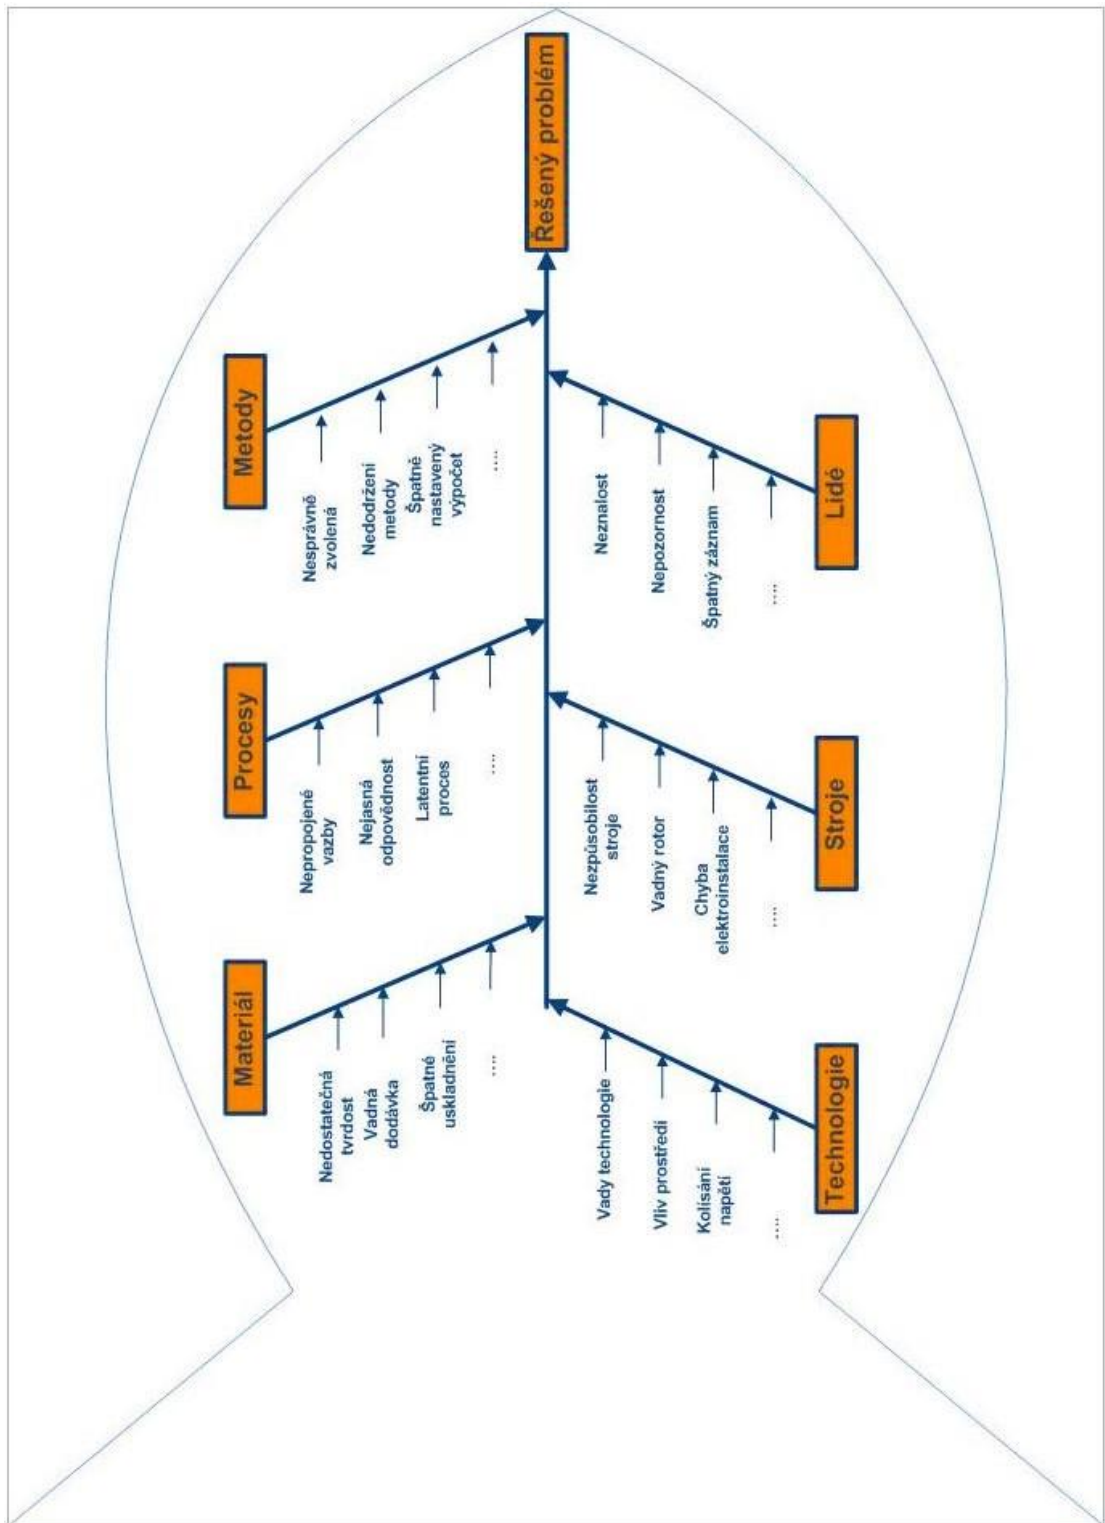 Řešený problém
Materiál
Nedostatečná
tvrdost
Vadná
dodávka
Špatné
uskladnění
....
Procesy
Nepropojené
vazby
Nejasná
odpovědnost
Latentní
proces
....
Metody
Nesprávně
zvolená
Nedodržení
metody
Špatně
nastavený
výpočet
....
Technologie
Vady technologie
Vliv prostředí
Kolísání
napětí
....
Stroje
Nezpůsobilost
stroje
Vadný rotor
Chyba
elektroinstalace
....
Lidé
Neznalost
Nepozornost
Špatný záznam
....